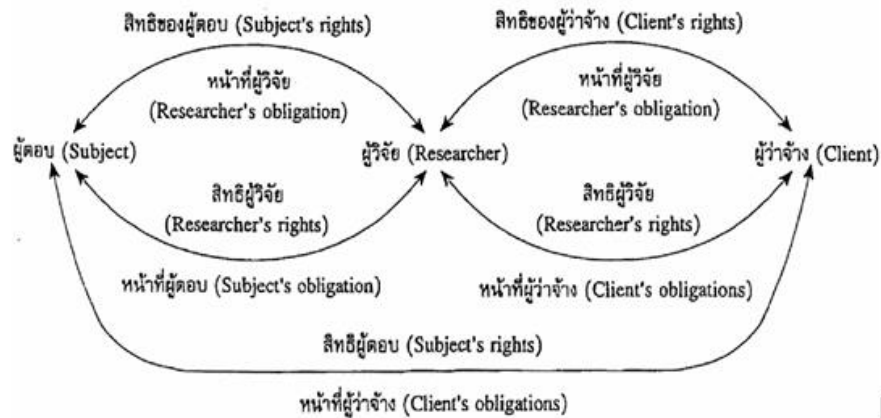 สิทธิของผู้ตอบ (Subject's rights)
สิทธิของผู้ว่าจ้าง (Client's rights)
หน้าที่ผู้วิจัย
(Researcher's obligation)
หน้าที่ผู้วิจัย
(Researcher's obligation)
ผู้ตอบ (Subject)
ผู้วิจัย (Researcher)
ผู้ว่าจ้าง (Client)
สิทธิผู้วิจัย
(Researcher's rights)
สิทธิผู้วิจัย
(Researcher's rights)
หน้าที่ผู้ตอบ (Subject's obligation)
หน้าที่ผู้ว่าจ้าง (Client's obligations)
สิทธิผู้ตอบ (Subject's rights)
หน้าที่ผู้ว่าจ้าง (Client's obligations)